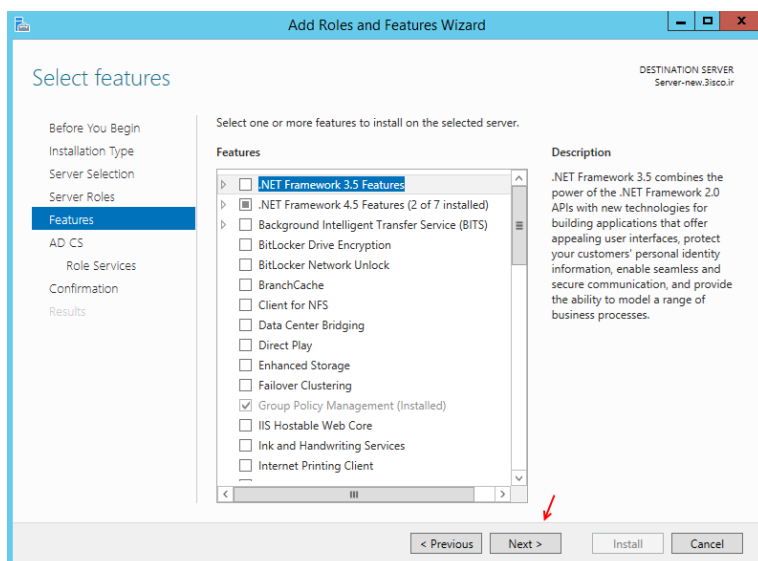 Add Roles and Features Wizard
Select features
DESTINATION SERVER
Server-new.3isco.ir
Before You Begin
Installation Type
Server Selection
Server Roles
Features
AD CS
Role Services
Confirmation
Results
Select one or more features to install on the selected server.
Features
.NET Framework 3.5 Features
.NET Framework 4.5 Features (2 of 7 installed)
Background Intelligent Transfer Service (BITS)
BitLocker Drive Encryption
BitLocker Network Unlock
BranchCache
Client for NFS
Data Center Bridging
Direct Play
Enhanced Storage
Failover Clustering
Group Policy Management (Installed)
IIS Hostable Web Core
Ink and Handwriting Services
Internet Printing Client
Description
.NET Framework 3.5 combines the
power of the .NET Framework 2.0
APIs with new technologies for
building applications that offer
appealing user interfaces, protect
your customers' personal identity
information, enable seamless and
secure communication, and provide
the ability to model a range of
business processes.
< Previous
Next >
Install
Cancel